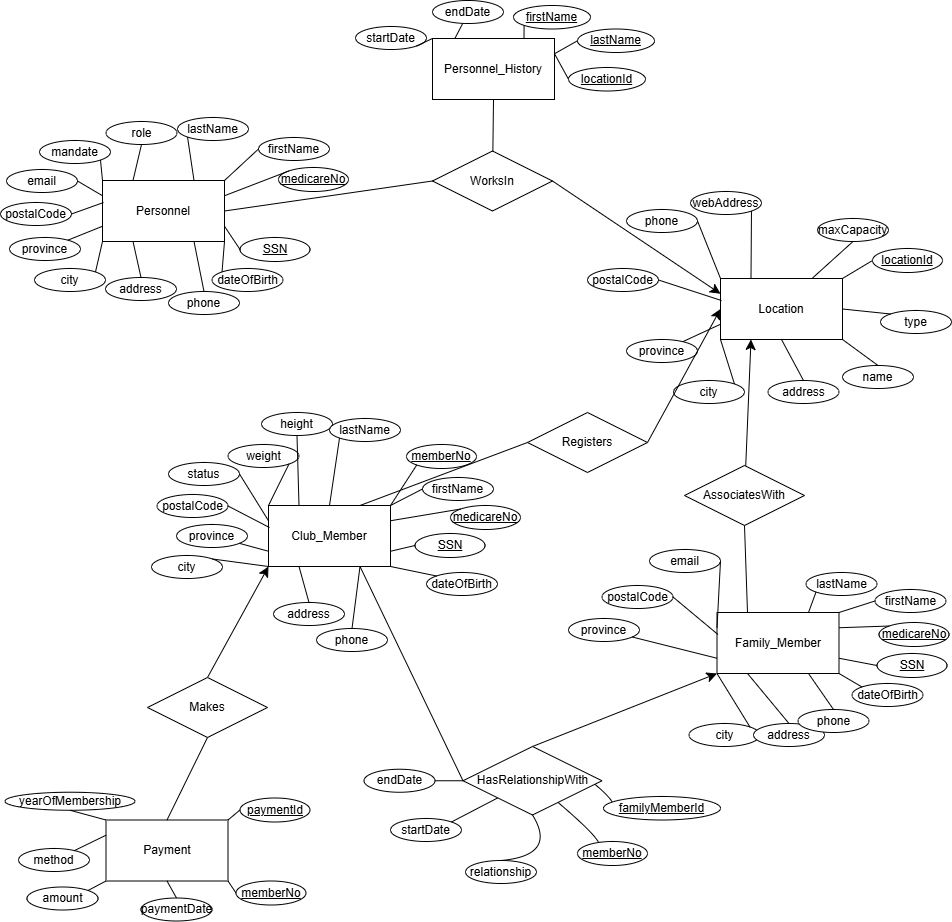 endDate
firstName
startDate
lastName
Personnel_History
locationId
role
lastName
mandate
firstName
email
medicareNo
WorksIn
postalCode
Personnel
province
SSN
city
address
dateOfBirth
phone
webAddress
phone
maxCapacity
locationId
postalCode
Location
type
province
name
city
address
height
lastName
Registers
weight
memberNo
status
firstName
postalCode
medicareNo
province
Club_Member
SSN
city
dateOfBirth
address
phone
AssociatesWith
email
lastName
postalCode
firstName
province
medicareNo
Family_Member
SSN
dateOfBirth
city
address
phone
Makes
HasRelationshipWith
endDate
familyMemberId
startDate
memberNo
relationship
yearOfMembership
paymentId
Payment
method
memberNo
amount
paymentDate